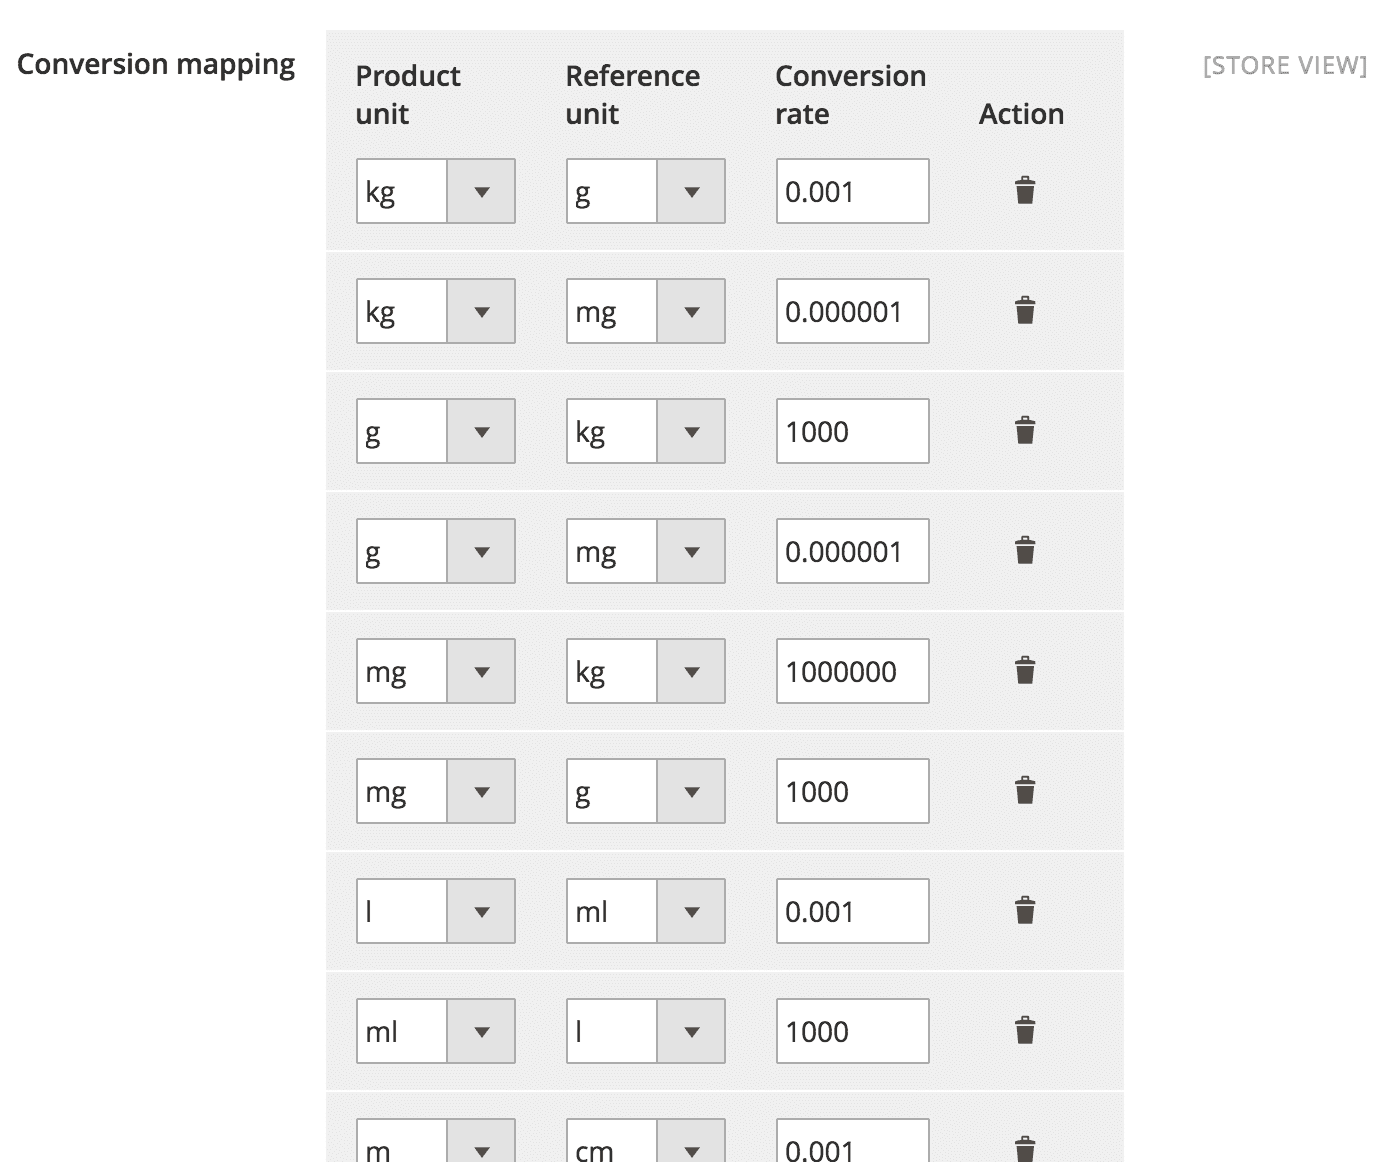 Conversion mapping
Product unit
Reference unit
Conversion rate
Action
[STORE VIEW]
kg g 0.001
kg mg 0.000001
g kg 1000
g mg 0.000001
mg kg 1000000
mg g 1000
l ml 0.001
ml l 1000
m cm 0.001